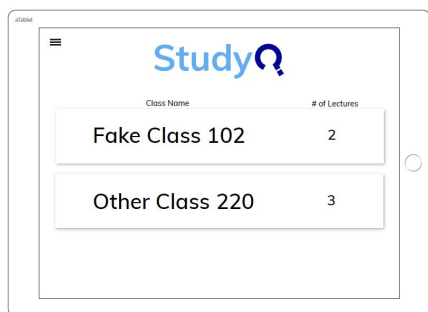 aTablet
StudyQ
Class Name # of Lectures
Fake Class 102 2
Other Class 220 3